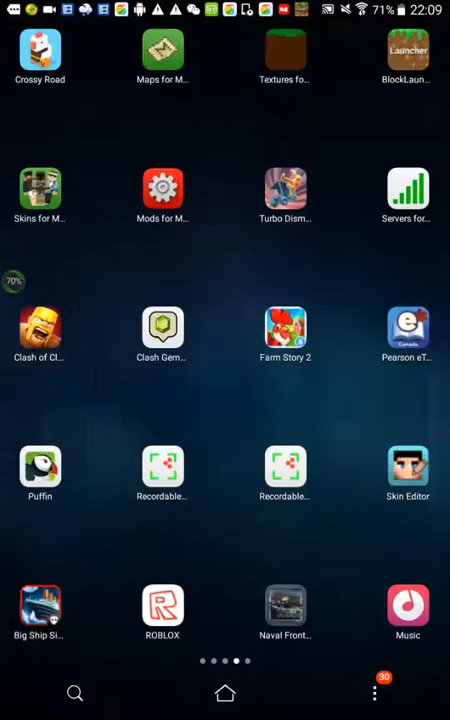 71% 22:09
Crossy Road
Maps for M...
Textures fo...
Launcher
BlockLaun...
Skins for M...
Mods for M...
Turbo Dism...
Servers for...
70%
Clash of Cl...
Clash Gem...
Farm Story 2
e
Canada
Pearson eT...
Puffin
Recordable...
Recordable...
Skin Editor
Big Ship Si...
R
ROBLOX
Naval Front...
Music
30